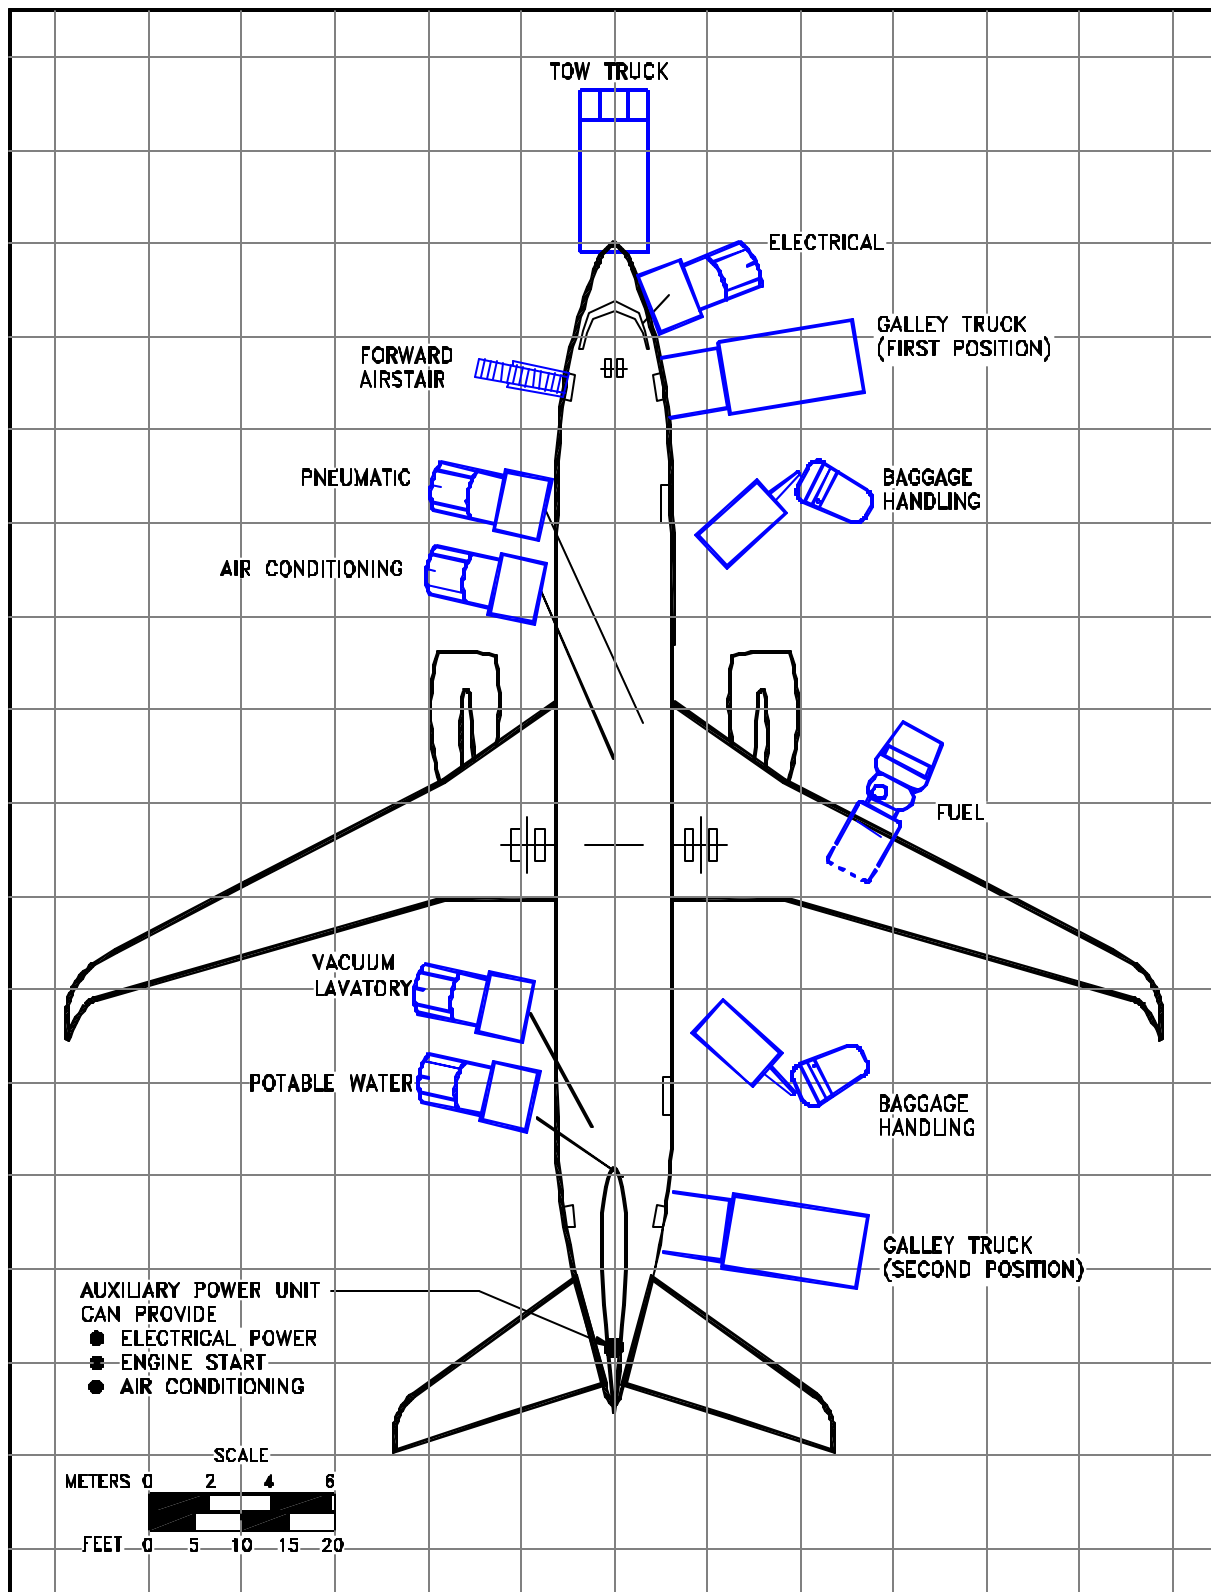 TOW TRUCK
ELECTRICAL
GALLEY TRUCK
(FIRST POSITION)
FORWARD
AIRSTAIR
PNEUMATIC
BAGGAGE
HANDLING
AIR CONDITIONING
FUEL
VACUUM
LAVATORY
POTABLE WATER
BAGGAGE
HANDLING
GALLEY TRUCK
(SECOND POSITION)
AUXILIARY POWER UNIT
CAN PROVIDE
● ELECTRICAL POWER
● ENGINE START
● AIR CONDITIONING
SCALE
METERS 0 2 4 6
FEET 0 5 10 15 20